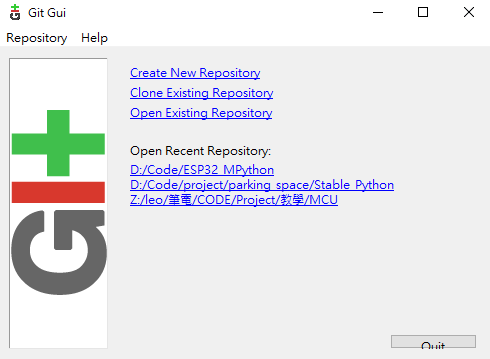 Git Gui
Repository Help
Create New Repository
Clone Existing Repository
Open Existing Repository
Open Recent Repository:
D:/Code/ESP32_MPython
D:/Code/project/parking_space/Stable_Python
Z:/leo/筆電/CODE/Project/教學/MCU
GIt
Quit